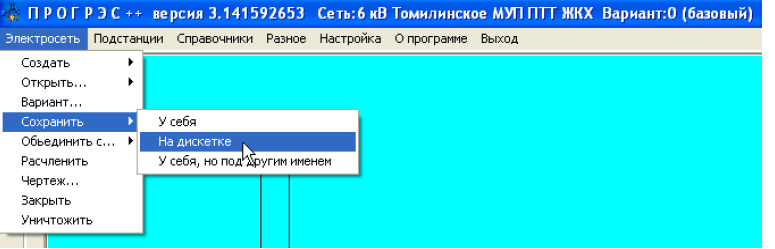 П Р О Г Р Э С ++ версия 3.141592653 Сеть:6 кВ Томилинское МУП ПТТ ЖКХ Вариант:0 (базовый)
Электросеть Подстанции Справочники Разное Настройка О программе Выход
Создать
Открыть...
Вариант...
Сохранить
У себя
На дискетке
Объединить с...
У себя, но под другим именем
Расчленить
Чертеж...
Закрыть
Уничтожить